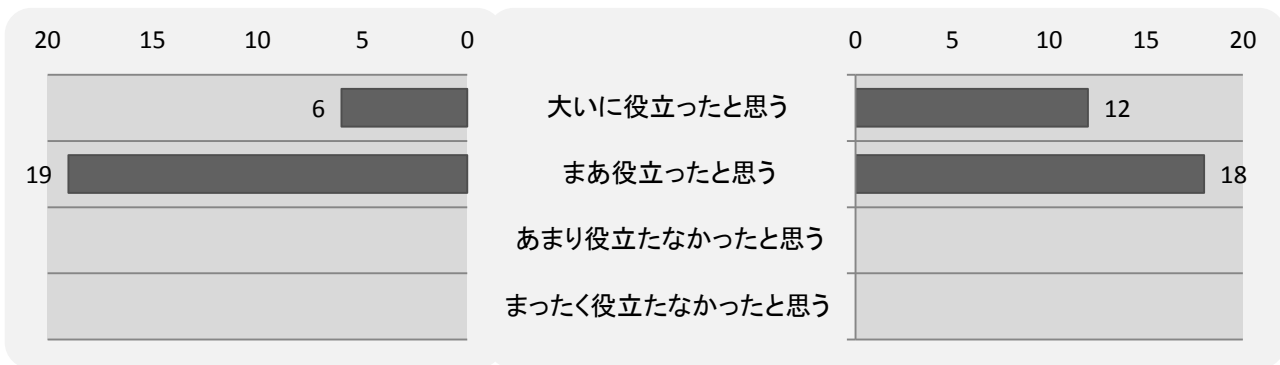 20 15 10 5 0 0 5 10 15 20
6 大いに役立ったと思う 12
19 まあ役立ったと思う 18
あまり役立たなかったと思う
まったく役立たなかったと思う